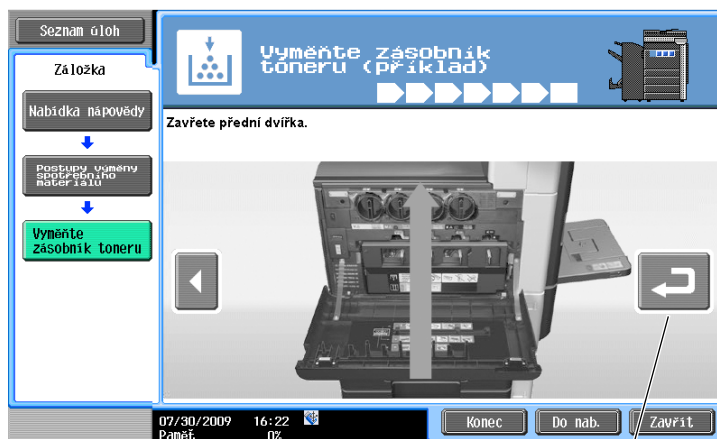 Seznam úloh
Záložka
Nabídka nápovědy
Postupy výměny
spotřebního
materiálu
Vyměňte
zásobník toneru
Vyměňte zásobník
toneru (příklad)
Zavřete přední dvířka.
07/30/2009 16:22
Paměť 0%
Konec
Do nab.
Zavřít